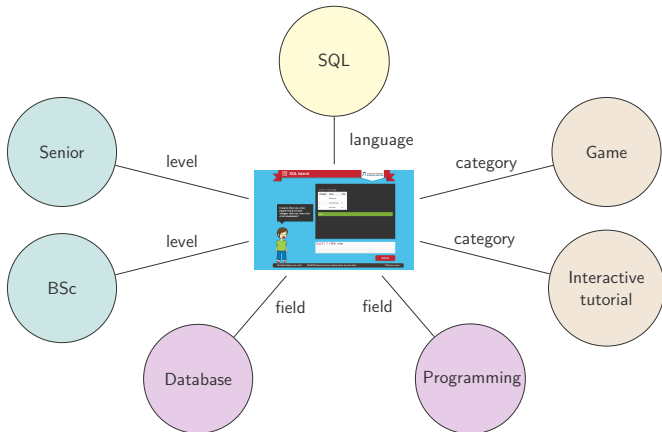 SQL
language
Senior
level
category
Game
SQL Island
BSc
level
category
Interactive
tutorial
field
field
Database
Programming